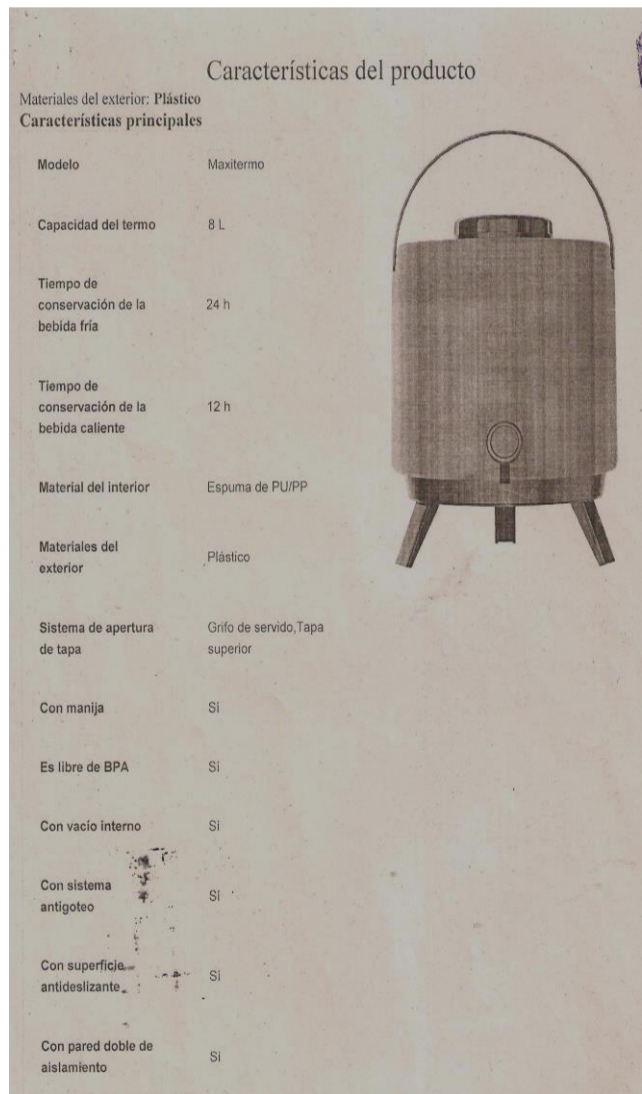 Características del producto
Materiales del exterior: Plástico
Características principales
Modelo Maxitermo
Capacidad del termo 8 L
Tiempo de
conservación de la 24 h
bebida fría
Tiempo de
conservación de la 12 h
bebida caliente
Material del interior Espuma de PU/PP
Materiales del
exterior Plástico
Sistema de apertura Grifo de servido,Tapa
de tapa superior
Con manija Sí
Es libre de BPA Sí
Con vacío interno Sí
Con sistema
antigoteo Sí
Con superficie
antideslizante Sí
Con pared doble de
aislamiento Sí